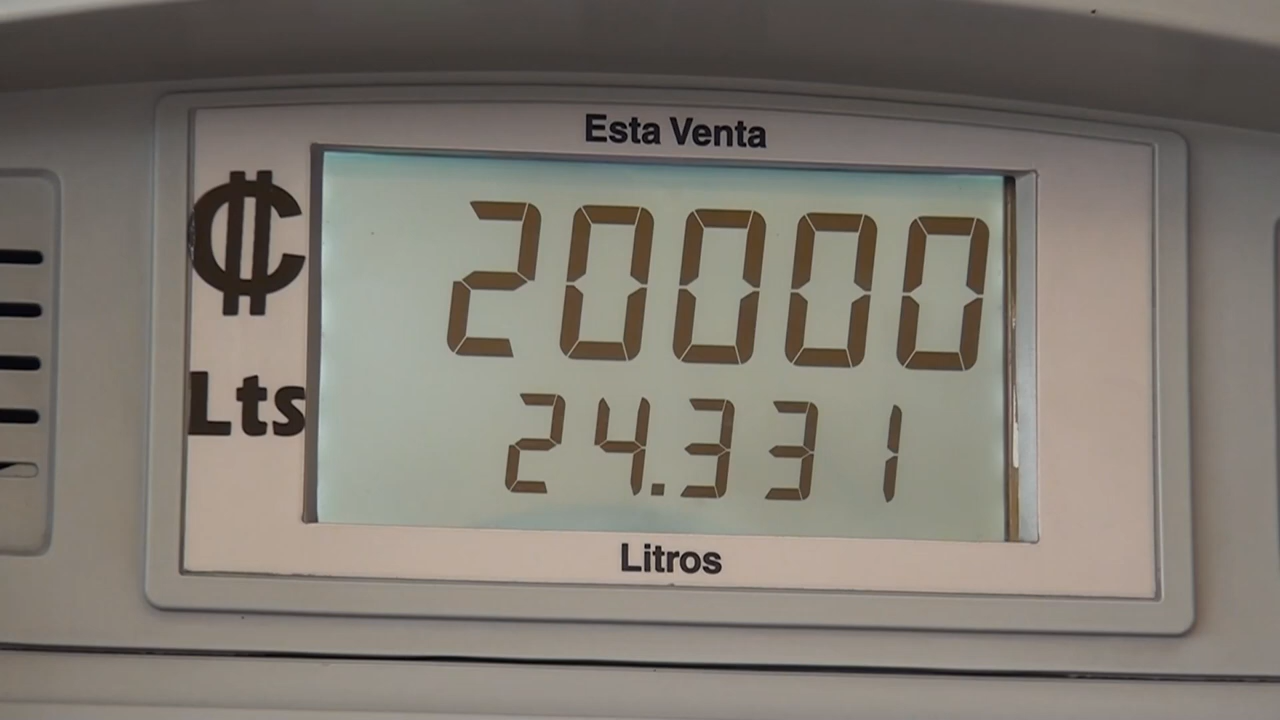 Esta Venta
₡ 20000
Lts 24.331
Litros